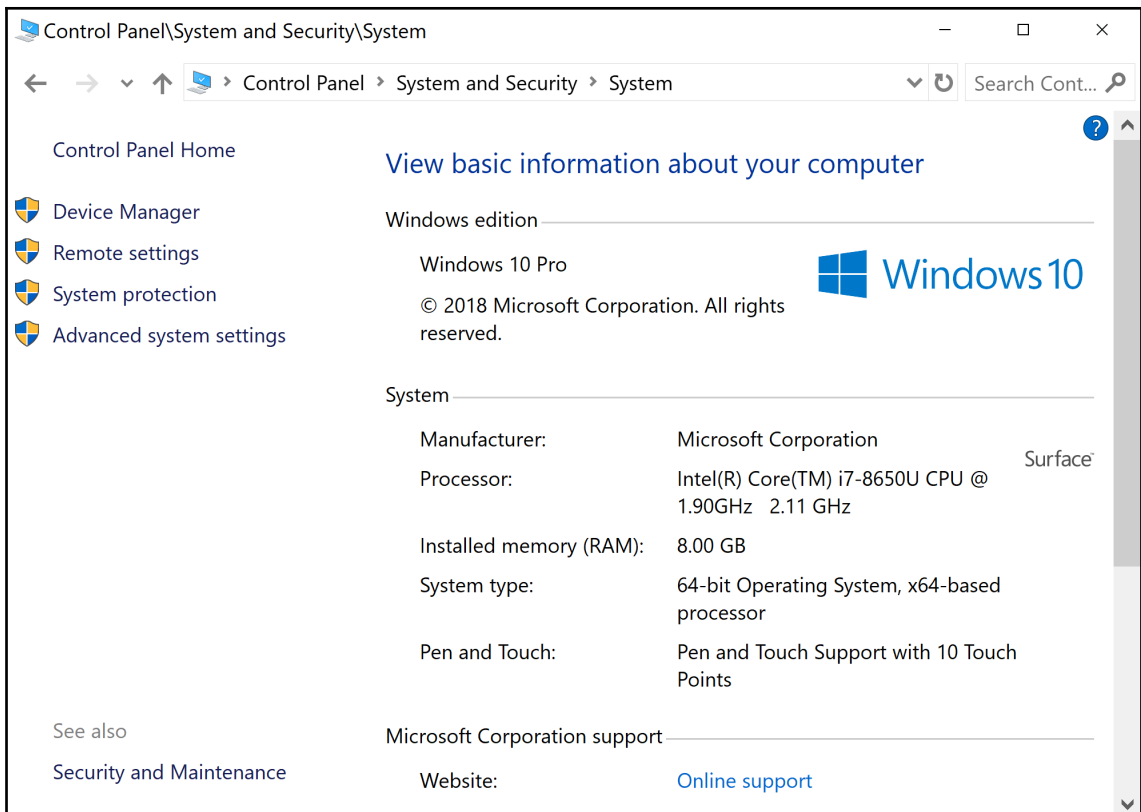 Control Panel\System and Security\System
Control Panel > System and Security > System
Search Cont...
?
Control Panel Home
Device Manager
Remote settings
System protection
Advanced system settings
See also
Security and Maintenance
View basic information about your computer
Windows edition
Windows 10 Pro
© 2018 Microsoft Corporation. All rights
reserved.
Windows 10
System
Manufacturer: Microsoft Corporation
Surface™
Processor: Intel(R) Core(TM) i7-8650U CPU @
1.90GHz 2.11 GHz
Installed memory (RAM): 8.00 GB
System type: 64-bit Operating System, x64-based
processor
Pen and Touch: Pen and Touch Support with 10 Touch
Points
Microsoft Corporation support
Website: Online support